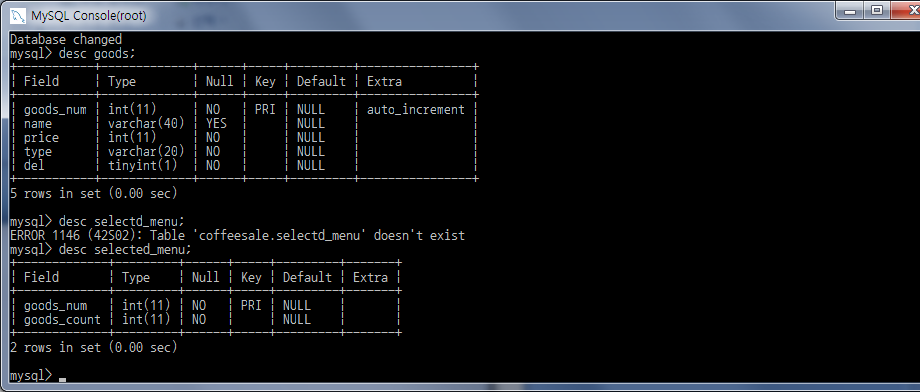 MySQL Console(root)
Database changed
mysql> desc goods;
+-----------+-------------+------+-----+---------+----------------+
| Field     | Type        | Null | Key | Default | Extra          |
+-----------+-------------+------+-----+---------+----------------+
| goods_num | int(11)     | NO   | PRI | NULL    | auto_increment |
| name      | varchar(40) | YES  |     | NULL    |                |
| price     | int(11)     | NO   |     | NULL    |                |
| type      | varchar(20) | NO   |     | NULL    |                |
| del       | tinyint(1)  | NO   |     | NULL    |                |
+-----------+-------------+------+-----+---------+----------------+
5 rows in set (0.00 sec)
mysql> desc selectd_menu;
ERROR 1146 (42S02): Table 'coffeesale.selectd_menu' doesn't exist
mysql> desc selected_menu;
+-------------+---------+------+-----+---------+-------+
| Field       | Type    | Null | Key | Default | Extra |
+-------------+---------+------+-----+---------+-------+
| goods_num   | int(11) | NO   | PRI | NULL    |       |
| goods_count | int(11) | NO   |     | NULL    |       |
+-------------+---------+------+-----+---------+-------+
2 rows in set (0.00 sec)
mysql> _